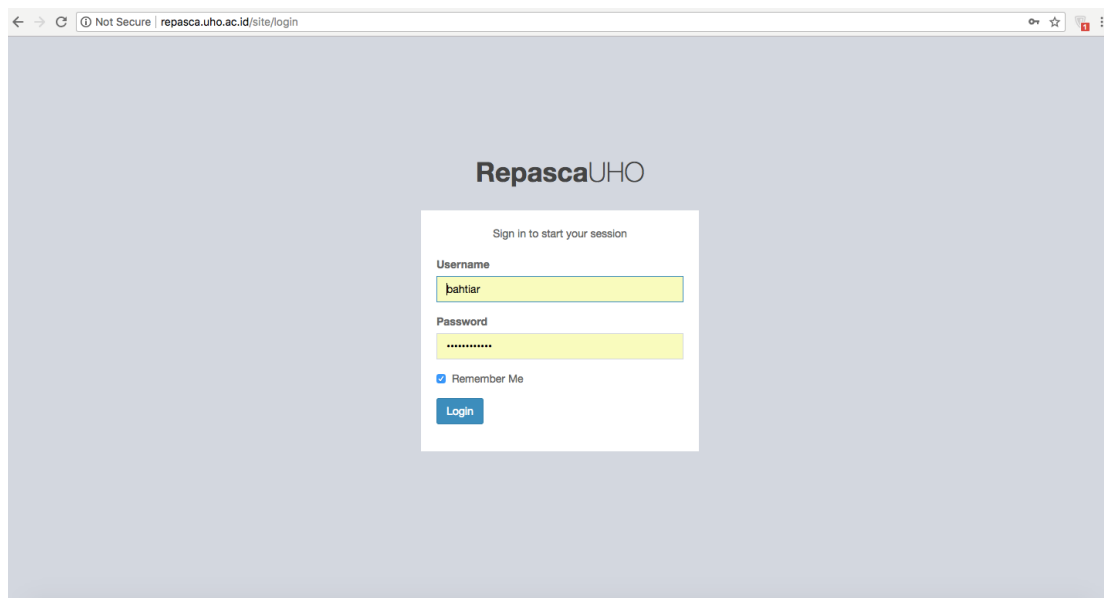 Not Secure | repasca.uho.ac.id/site/login
1
RepascaUHO
Sign in to start your session
Username
bahtiar
Password
••••••••••••
Remember Me
Login